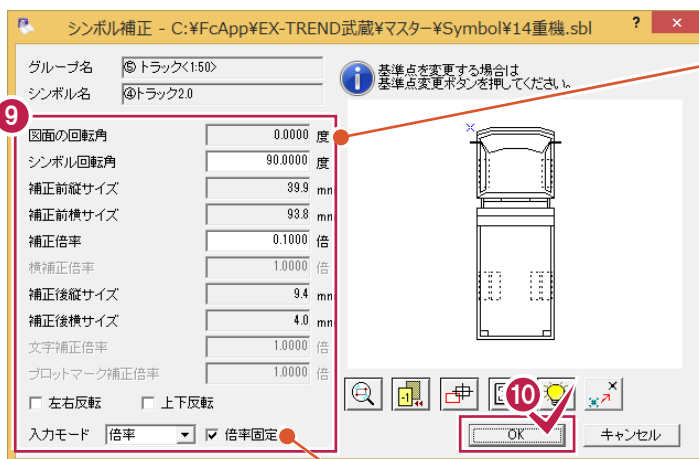 シンボル補正 - C:¥FcApp¥EX-TREND武蔵¥マスター¥Symbol¥14重機.sbl ? ×
グループ名 ⑤トラック<1:50>
シンボル名 ④トラック2.0
基準点を変更する場合は
基準点変更ボタンを押してください。
9
図面の回転角 0.0000 度
シンボル回転角 90.0000 度
補正前縦サイズ 39.9 mm
補正前横サイズ 93.8 mm
補正倍率 0.1000 倍
横補正倍率 1.0000 倍
補正後縦サイズ 9.4 mm
補正後横サイズ 4.0 mm
文字補正倍率 1.0000 倍
プロットマーク補正倍率 1.0000 倍
左右反転 上下反転
入力モード 倍率 倍率固定
-1
10
OK キャンセル